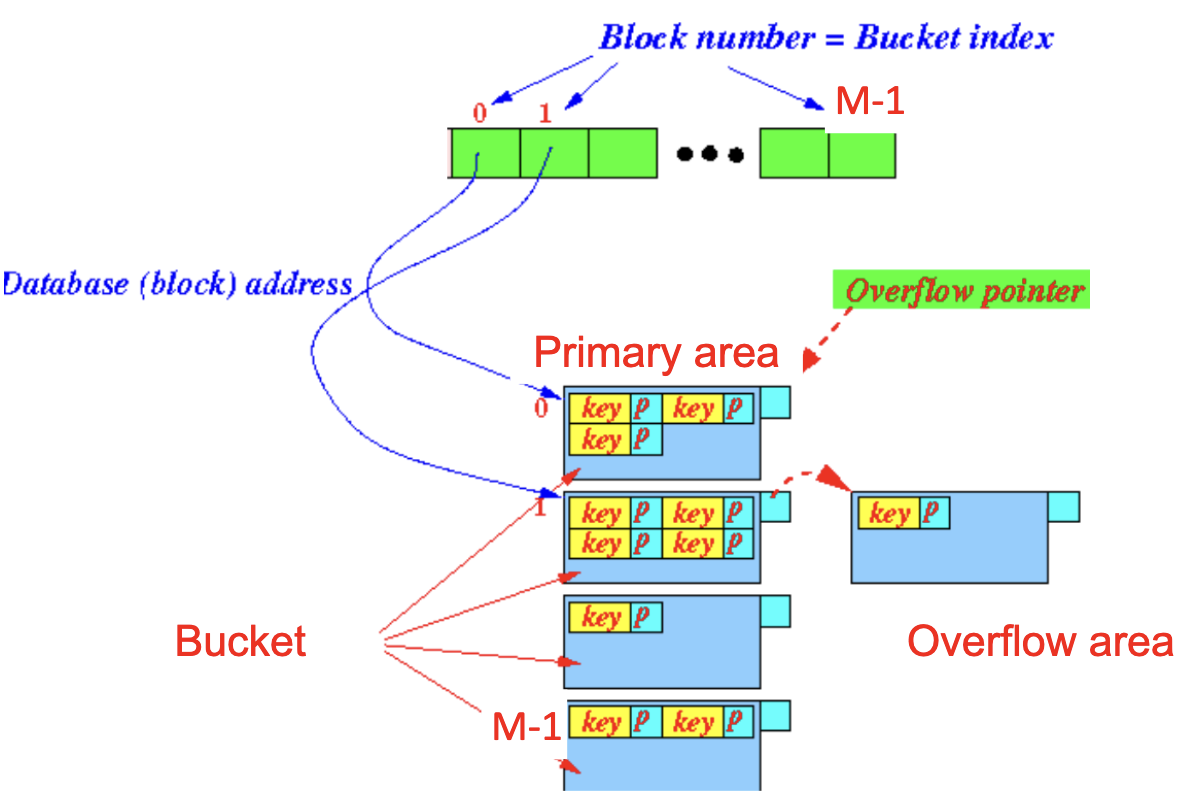 Block number = Bucket index
0 1 M-1
Database (block) address
Overflow pointer
Primary area
0
key p key p
key p
1
key p key p
key p key p
key p
key p
Bucket
Overflow area
M-1
key p key p